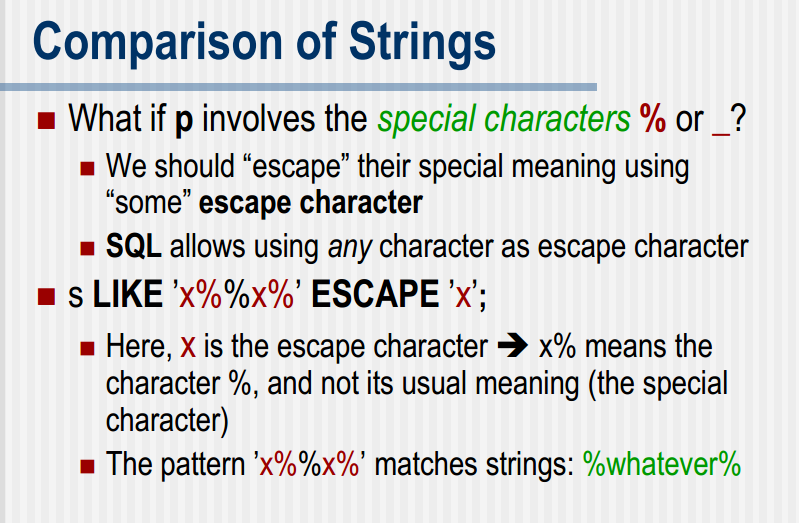 Comparison of Strings
■ What if p involves the special characters % or _?
■ We should “escape” their special meaning using
“some” escape character
■ SQL allows using any character as escape character
■ s LIKE ’x%%x%’ ESCAPE ’x’;
■ Here, x is the escape character ➔ x% means the
character %, and not its usual meaning (the special
character)
■ The pattern ’x%%x%’ matches strings: %whatever%